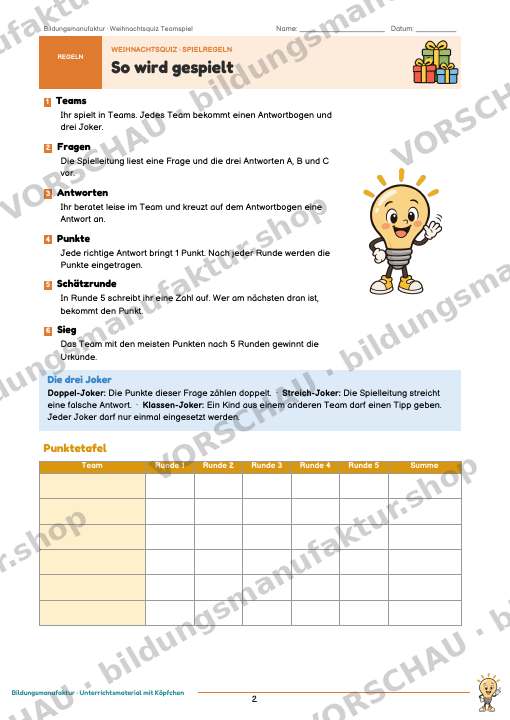 Bildungsmanufaktur · Weihnachtsquiz Teamspiel
Name: ____________________ Datum: __________
REGELN
WEIHNACHTSQUIZ · SPIELREGELN
So wird gespielt
1 Teams
Ihr spielt in Teams. Jedes Team bekommt einen Antwortbogen und
drei Joker.
2 Fragen
Die Spielleitung liest eine Frage und die drei Antworten A, B und C
vor.
3 Antworten
Ihr beratet leise im Team und kreuzt auf dem Antwortbogen eine
Antwort an.
4 Punkte
Jede richtige Antwort bringt 1 Punkt. Nach jeder Runde werden die
Punkte eingetragen.
5 Schätzrunde
In Runde 5 schreibt ihr eine Zahl auf. Wer am nächsten dran ist,
bekommt den Punkt.
6 Sieg
Das Team mit den meisten Punkten nach 5 Runden gewinnt die
Urkunde.
Die drei Joker
Doppel-Joker: Die Punkte dieser Frage zählen doppelt. · Streich-Joker: Die Spielleitung streicht
eine falsche Antwort. · Klassen-Joker: Ein Kind aus einem anderen Team darf einen Tipp geben.
Jeder Joker darf nur einmal eingesetzt werden.
Punktetafel
Team Runde 1 Runde 2 Runde 3 Runde 4 Runde 5 Summe
Bildungsmanufaktur · Unterrichtsmaterial mit Köpfchen
2
VORSCHAU · bildungsmanufaktur.shop